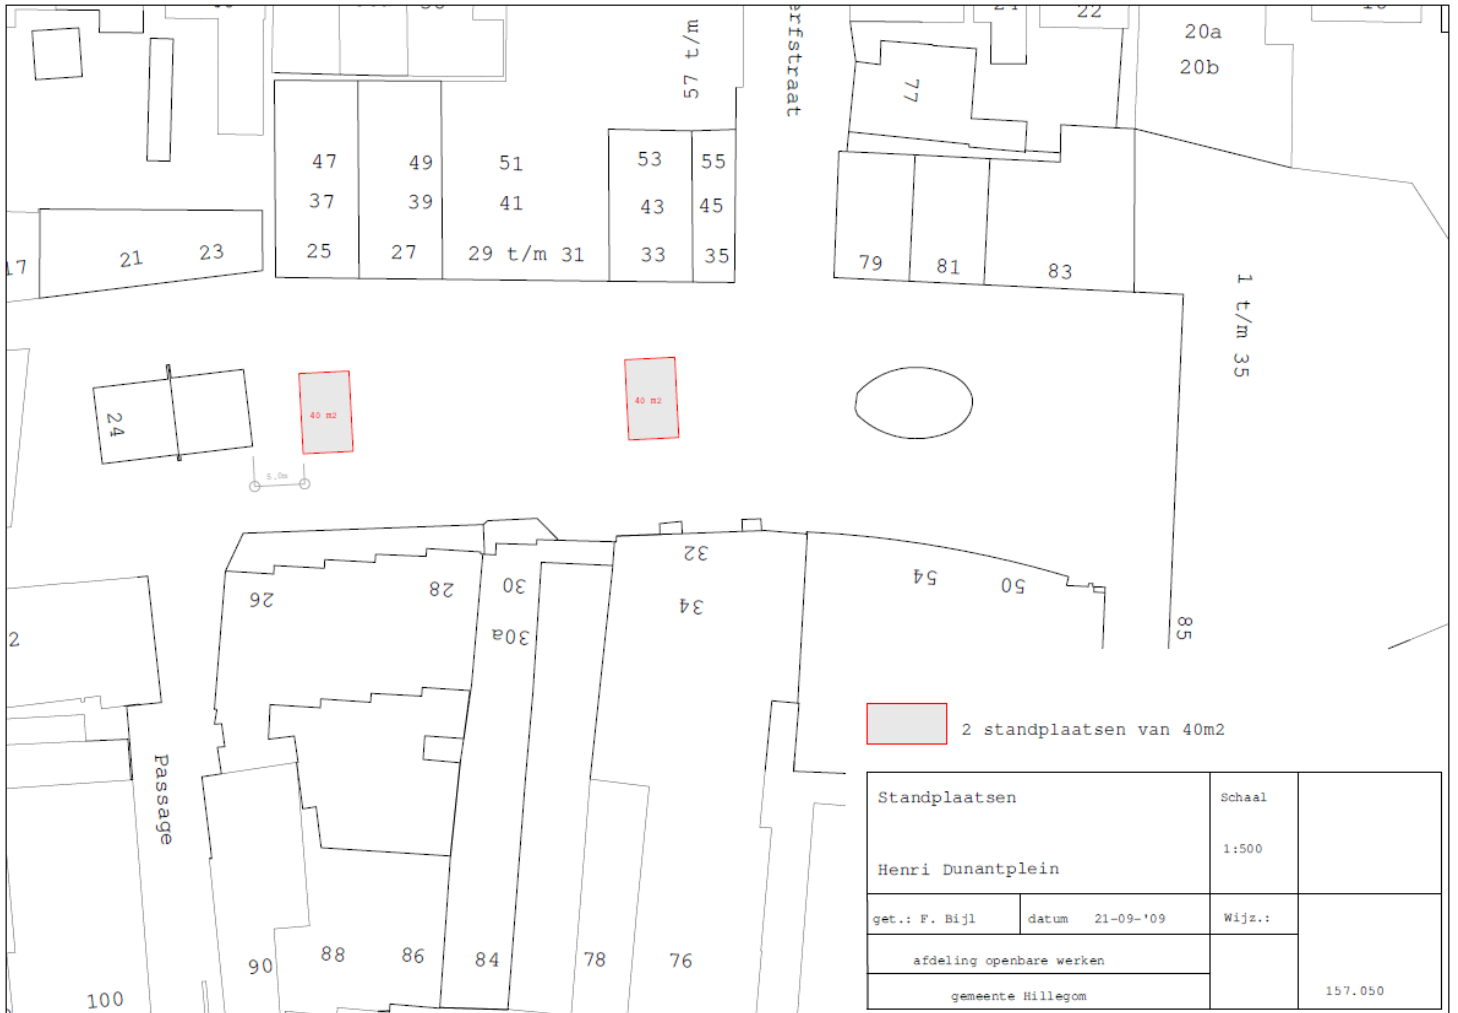 22
20a
20b
57 t/m
erfstraat
77
47 49 51 53 55
37 39 41 43 45
25 27 29 t/m 31 33 35
17 21 23
79 81 83
1 t/m 35
24
40 m2
40 m2
5.0m
26 28 30 32
30a 34
54 50
85
2
Passage
100 90 88 86 84 78 76
2 standplaatsen van 40m2
Standplaatsen
Schaal
1:500
Henri Dunantplein
get.: F. Bijl datum 21-09-'09 Wijz.:
afdeling openbare werken
gemeente Hillegom
157.050